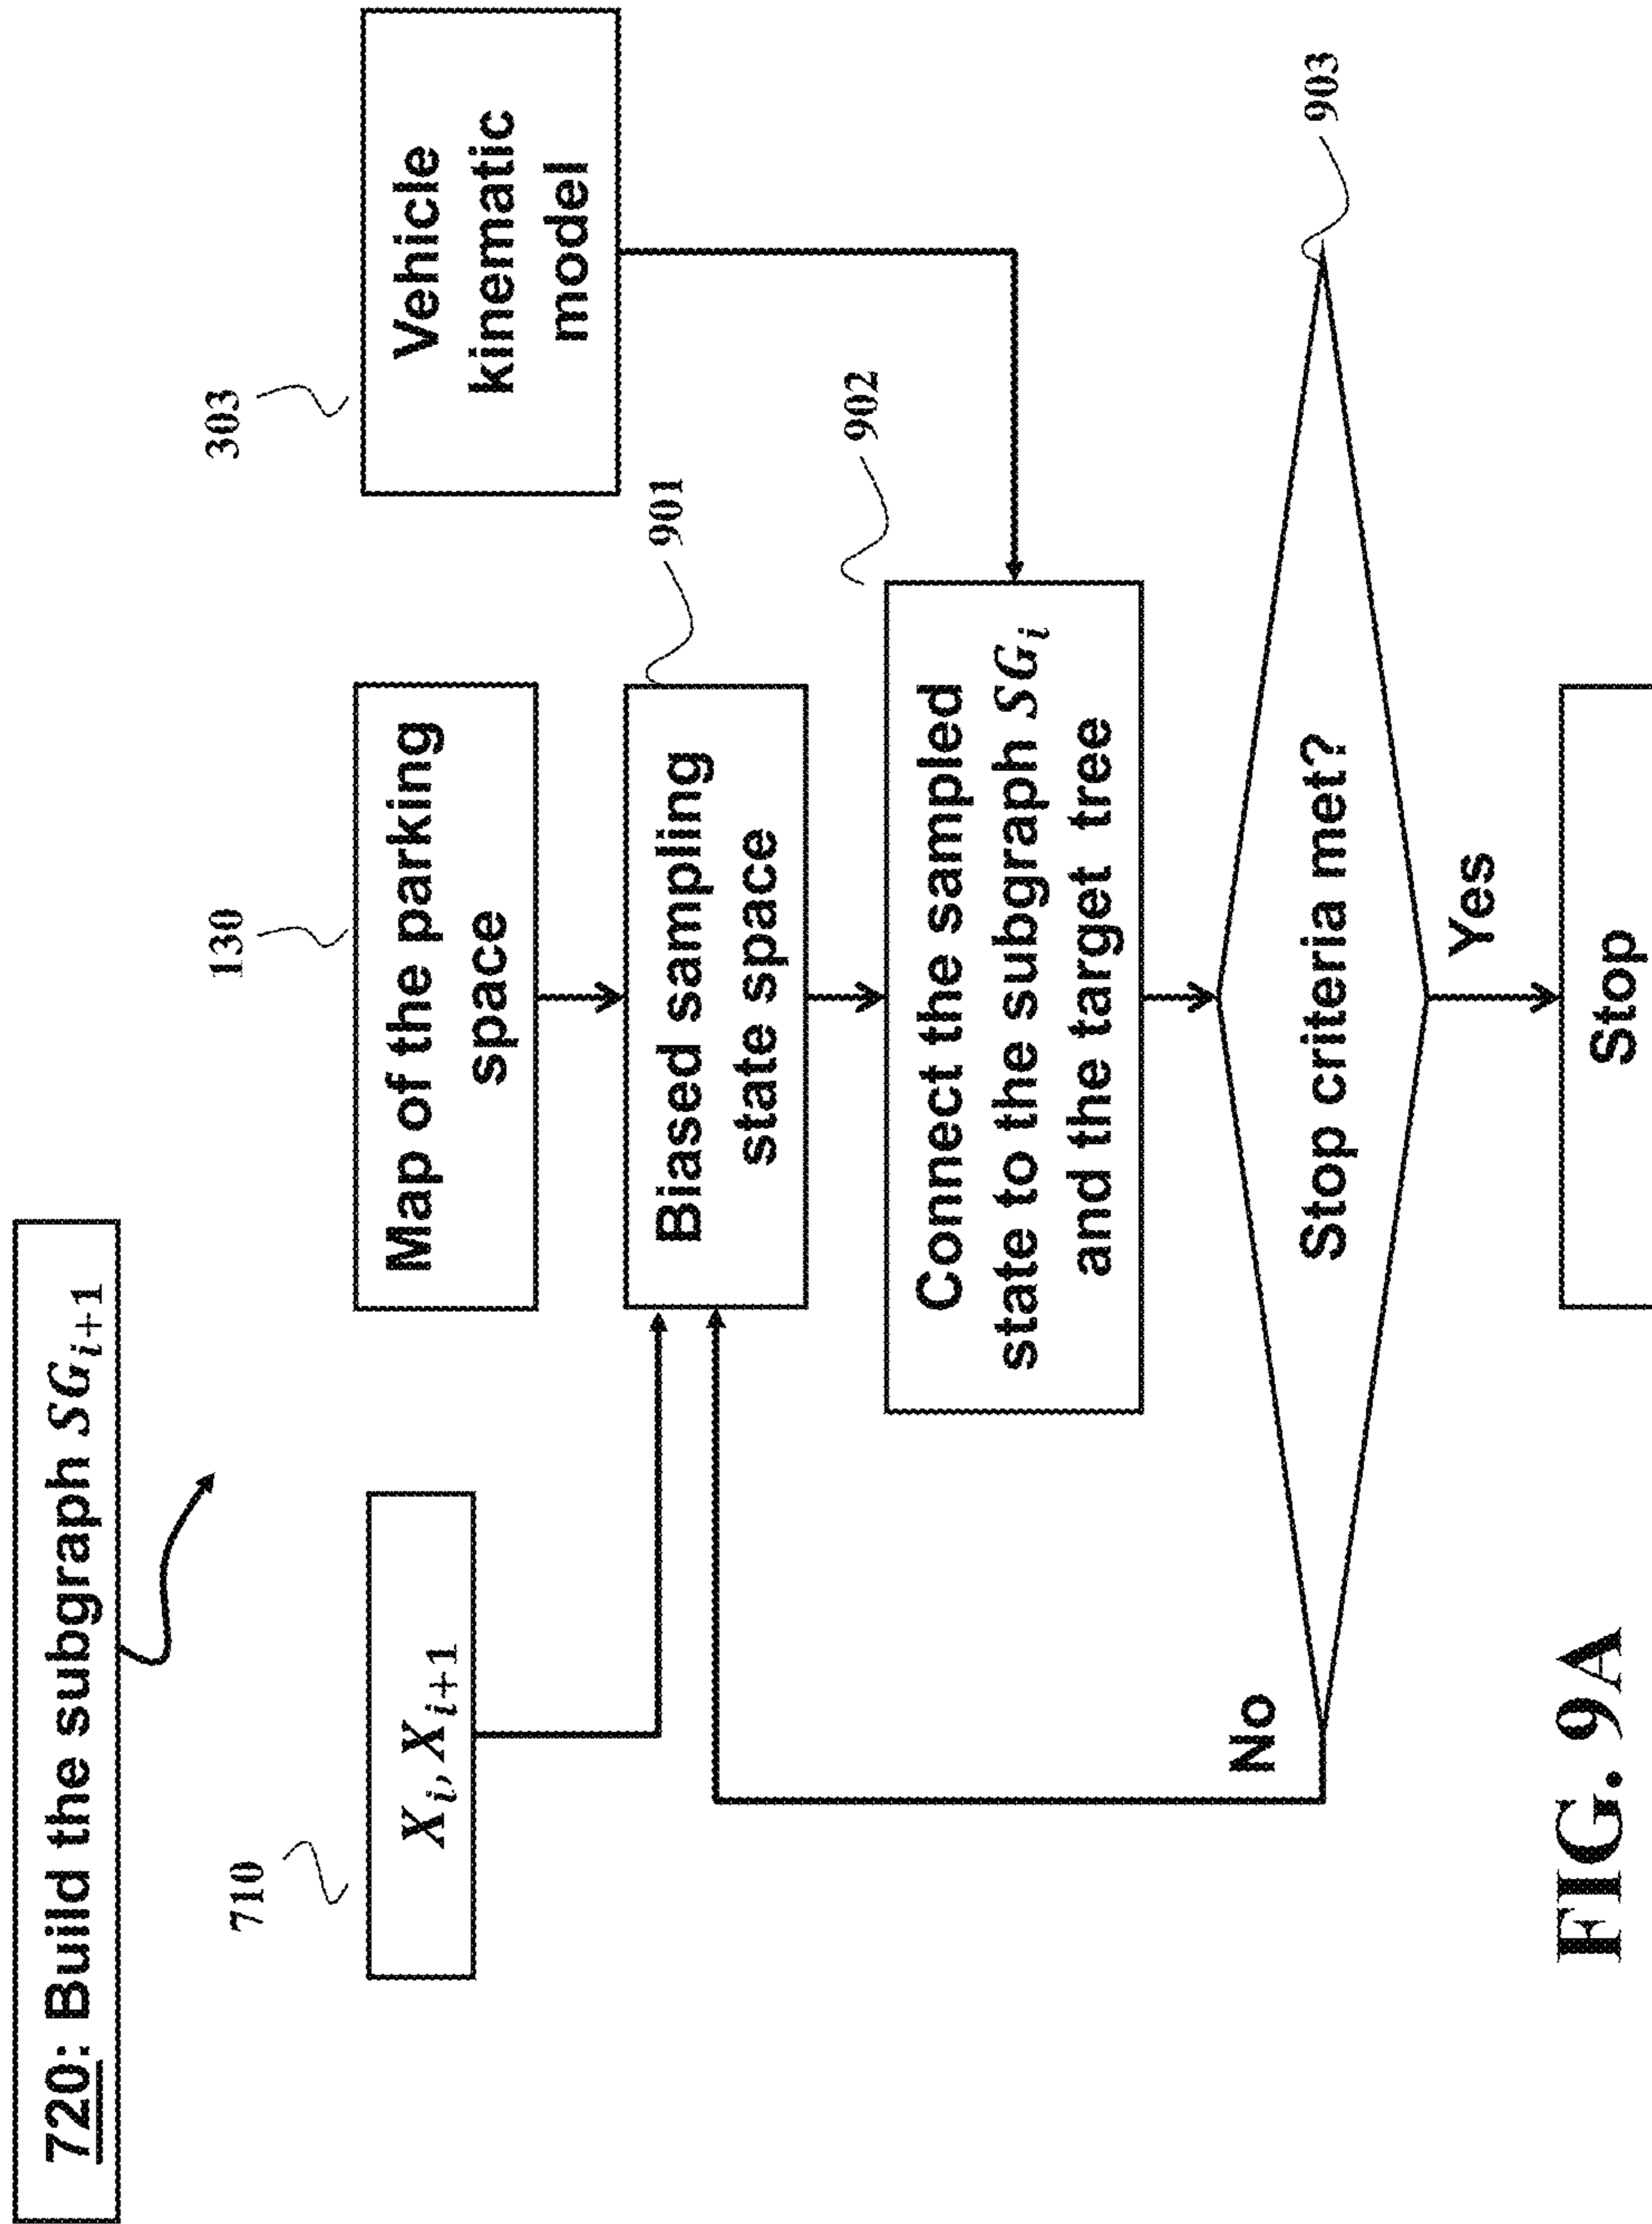 720: Build the subgraph SG_{i+1}
710
130
303
X_i, X_{i+1}
Map of the parking
space
Vehicle
kinematic
model
901
Biased sampling
state space
902
Connect the sampled
state to the subgraph SG_i
and the target tree
903
Stop criteria met?
No
Yes
Stop
FIG. 9A